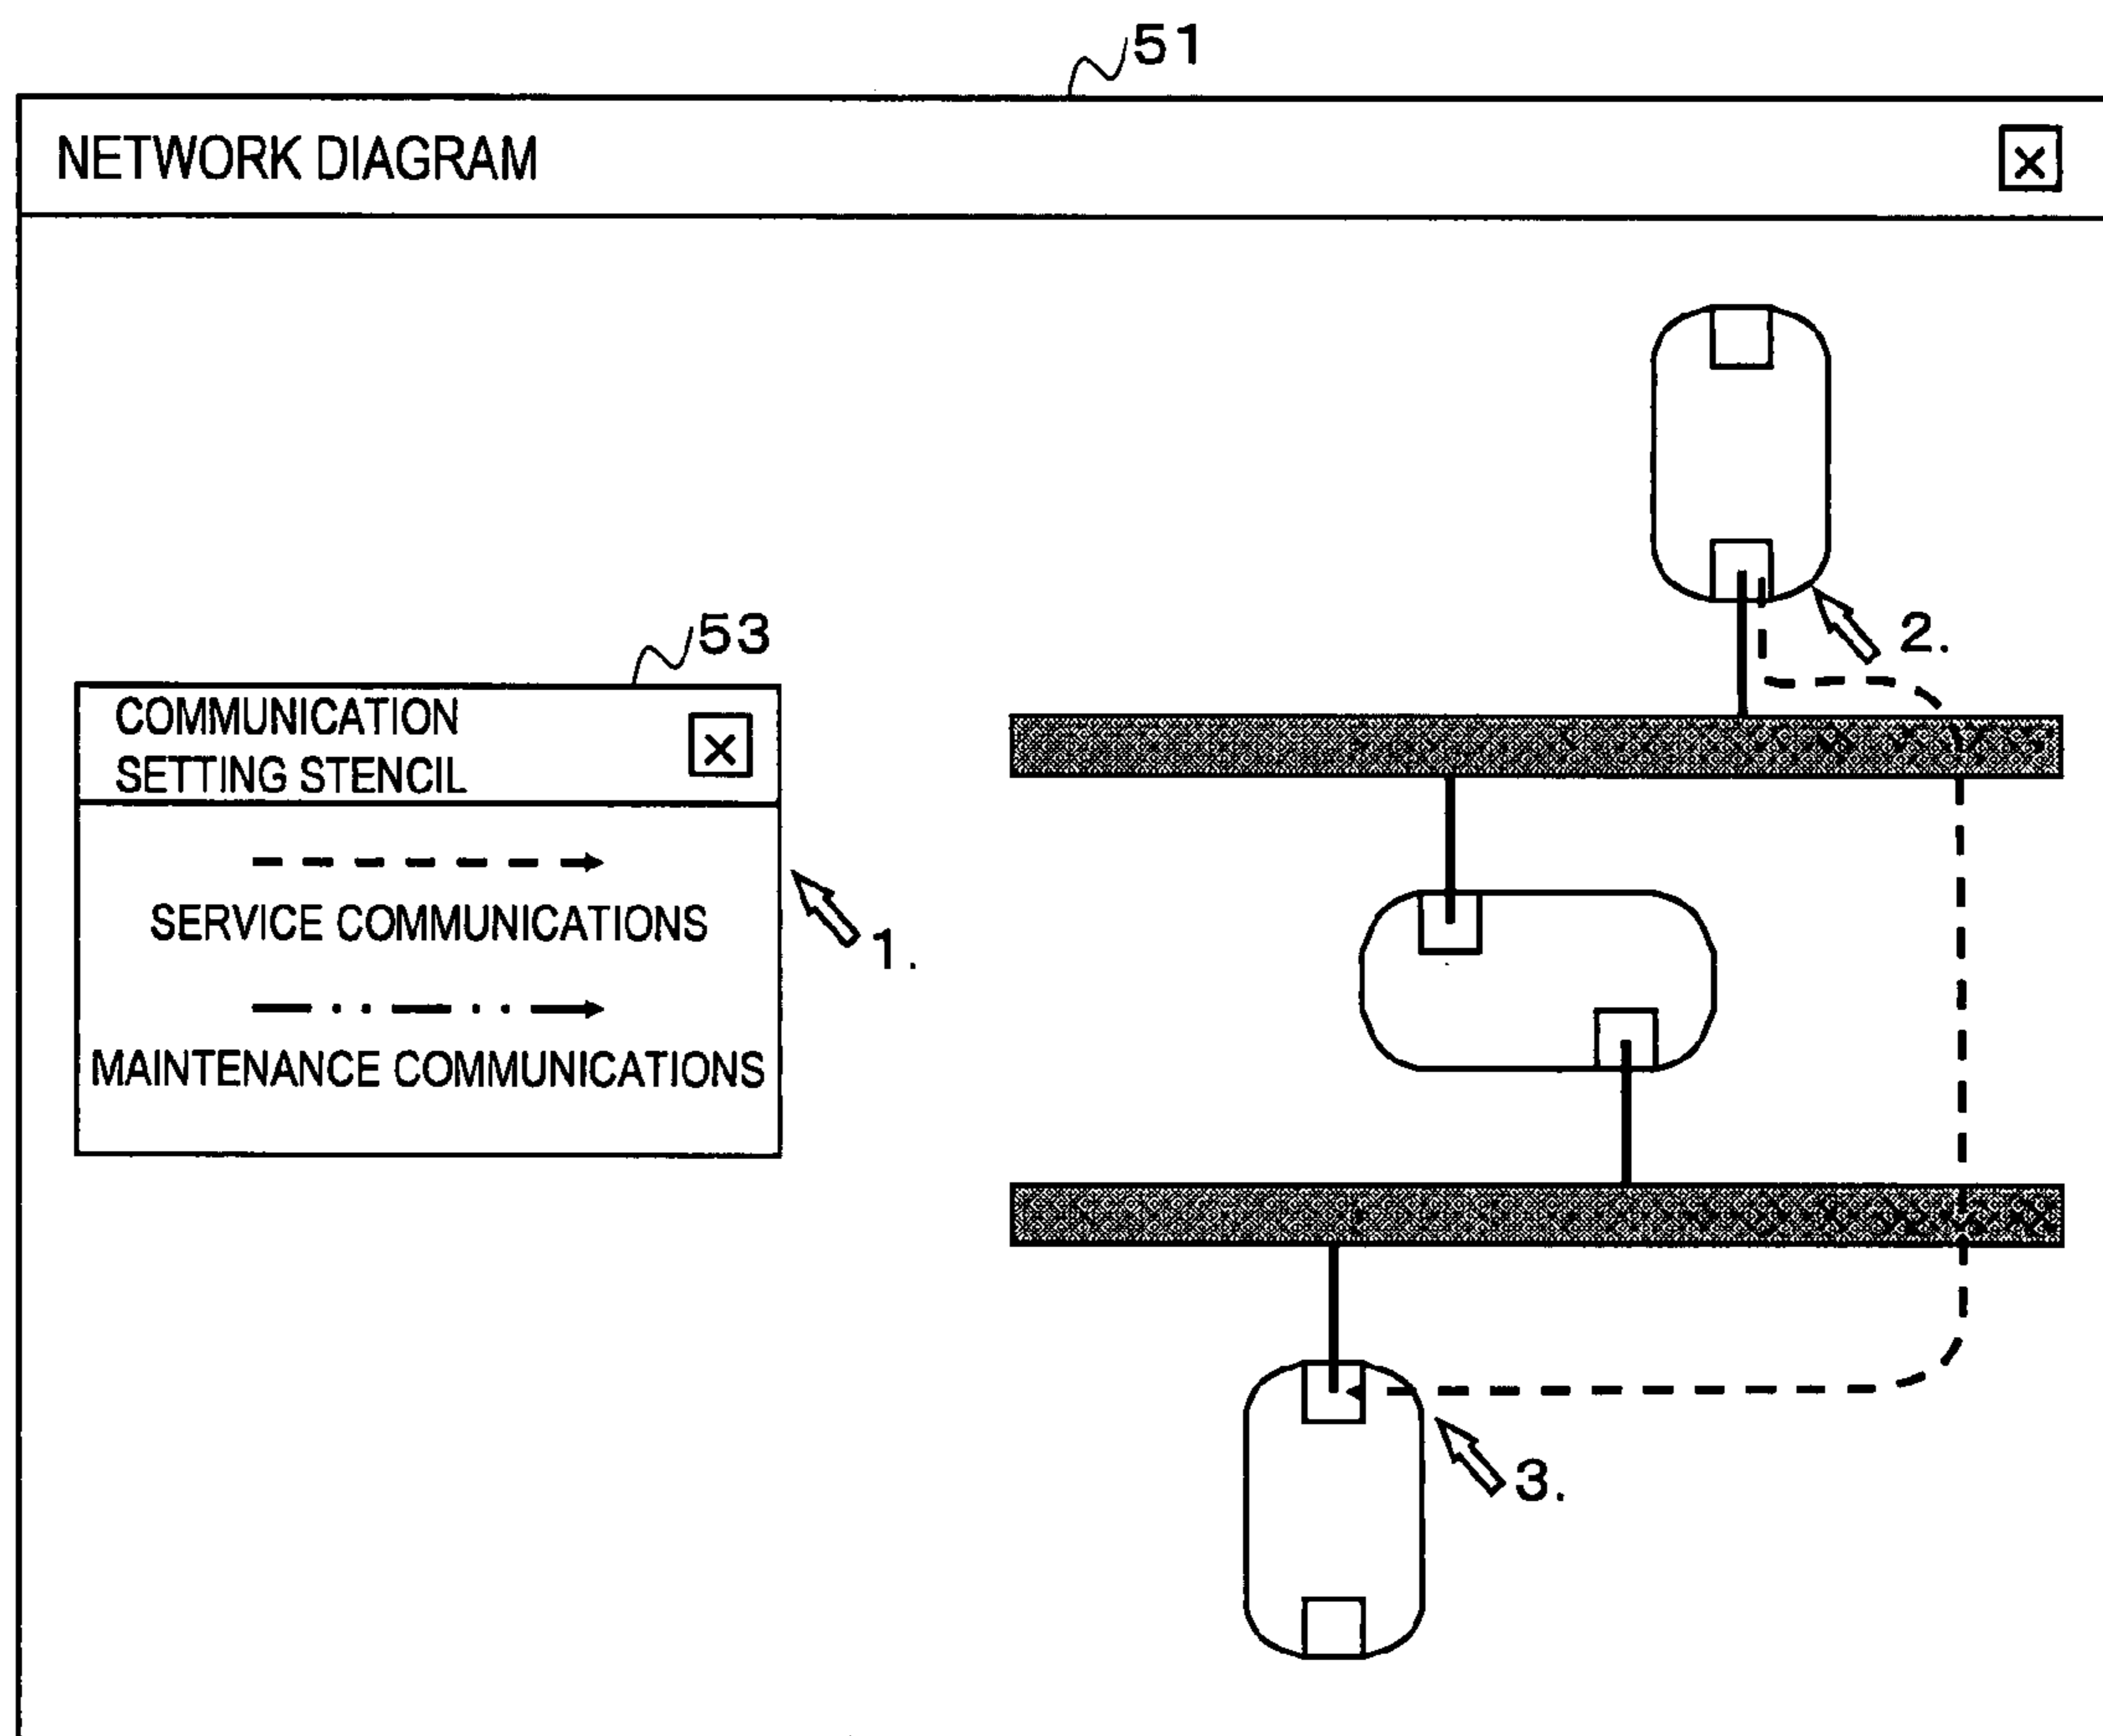 51
NETWORK DIAGRAM
53
COMMUNICATION
SETTING STENCIL
SERVICE COMMUNICATIONS
MAINTENANCE COMMUNICATIONS
1.
2.
3.